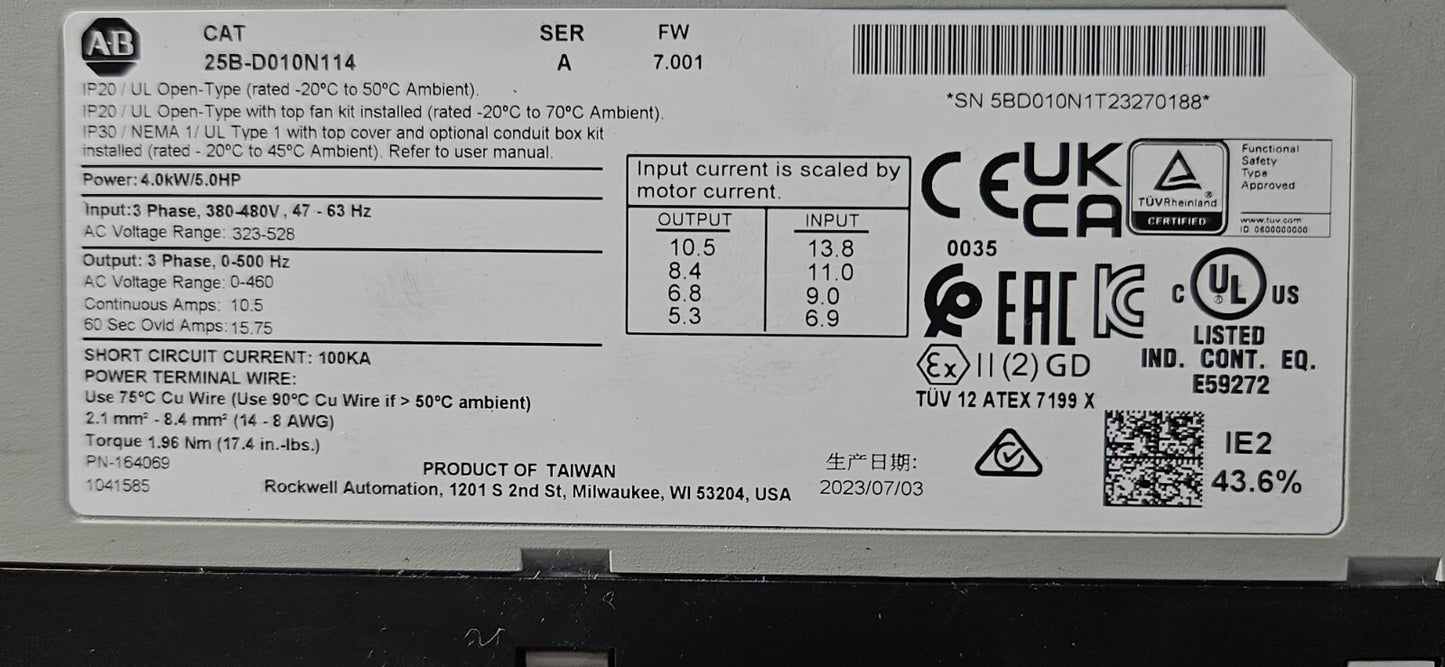 AB
CAT SER FW
25B-D010N114 A 7.001
IP20 / UL Open-Type (rated -20°C to 50°C Ambient).
IP20 / UL Open-Type with top fan kit installed (rated -20°C to 70°C Ambient).
IP30 / NEMA 1/ UL Type 1 with top cover and optional conduit box kit
installed (rated - 20°C to 45°C Ambient). Refer to user manual.
Power: 4.0kW/5.0HP
Input:3 Phase, 380-480V , 47 - 63 Hz
AC Voltage Range: 323-528
Output: 3 Phase, 0-500 Hz
AC Voltage Range: 0-460
Continuous Amps: 10.5
60 Sec Ovld Amps: 15.75
SHORT CIRCUIT CURRENT: 100KA
POWER TERMINAL WIRE:
Use 75°C Cu Wire (Use 90°C Cu Wire if > 50°C ambient)
2.1 mm² - 8.4 mm² (14 - 8 AWG)
Torque 1.96 Nm (17.4 in.-lbs.)
PN-164069
1041585
PRODUCT OF TAIWAN
Rockwell Automation, 1201 S 2nd St, Milwaukee, WI 53204, USA
Input current is scaled by
motor current.
OUTPUT INPUT
10.5 13.8
8.4 11.0
6.8 9.0
5.3 6.9
*SN 5BD010N1T23270188*
CE UK
CA
0035
TÜVRheinland ®
CERTIFIED
Functional
Safety
Type
Approved
www.tuv.com
ID 0600000000
EAC KC
C UL ® US
LISTED
IND. CONT. EQ.
E59272
Ex II (2) GD
TÜV 12 ATEX 7199 X
生产日期:
2023/07/03
IE2
43.6%